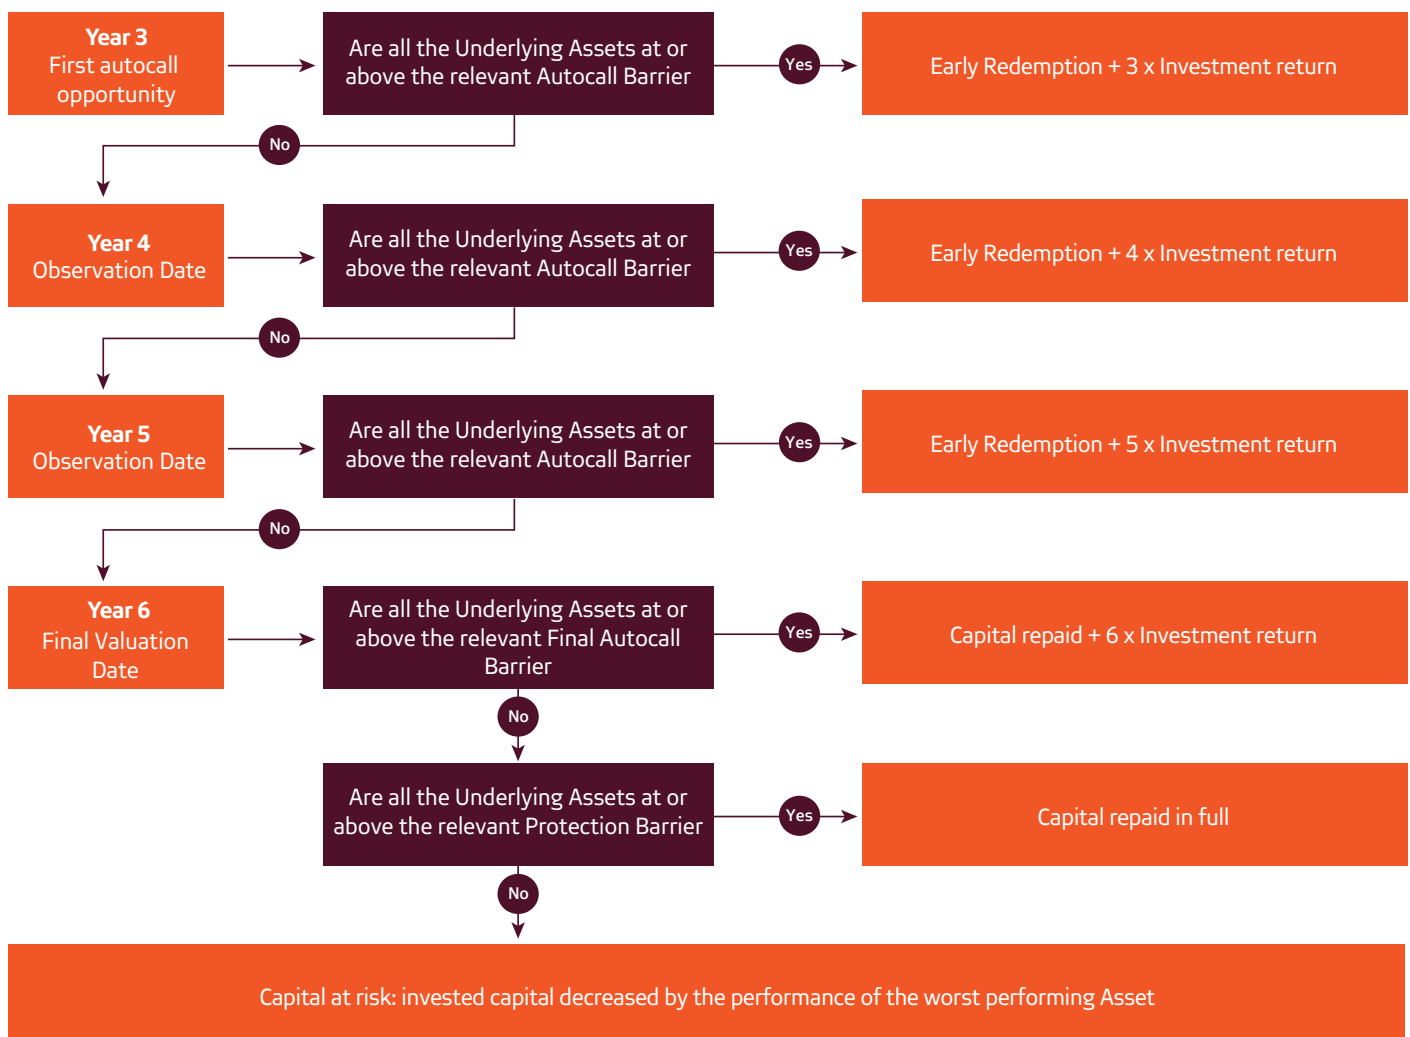 Year 3
First autocall
opportunity
Are all the Underlying Assets at or
above the relevant Autocall Barrier
Yes
Early Redemption + 3 x Investment return
No
Year 4
Observation Date
Are all the Underlying Assets at or
above the relevant Autocall Barrier
Yes
Early Redemption + 4 x Investment return
No
Year 5
Observation Date
Are all the Underlying Assets at or
above the relevant Autocall Barrier
Yes
Early Redemption + 5 x Investment return
No
Year 6
Final Valuation
Date
Are all the Underlying Assets at or
above the relevant Final Autocall
Barrier
Yes
Capital repaid + 6 x Investment return
No
Are all the Underlying Assets at or
above the relevant Protection Barrier
Yes
Capital repaid in full
No
Capital at risk: invested capital decreased by the performance of the worst performing Asset